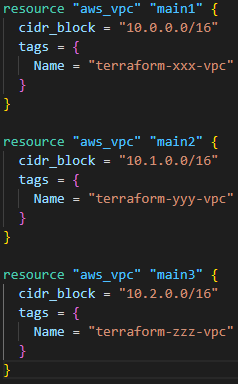 resource "aws_vpc" "main1" {
  cidr_block = "10.0.0.0/16"
  tags = {
    Name = "terraform-xxx-vpc"
  }
}
resource "aws_vpc" "main2" {
  cidr_block = "10.1.0.0/16"
  tags = {
    Name = "terraform-yyy-vpc"
  }
}
resource "aws_vpc" "main3" {
  cidr_block = "10.2.0.0/16"
  tags = {
    Name = "terraform-zzz-vpc"
  }
}